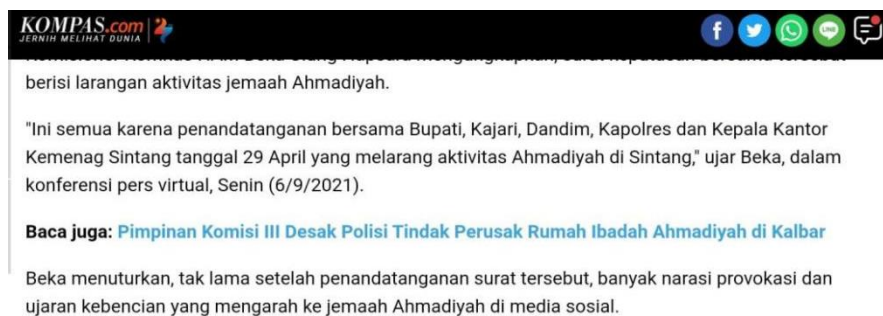 KOMPAS.com
JERNIH MELIHAT DUNIA
LINE
berisi larangan aktivitas jemaah Ahmadiyah.
"Ini semua karena penandatanganan bersama Bupati, Kajari, Dandim, Kapolres dan Kepala Kantor
Kemenag Sintang tanggal 29 April yang melarang aktivitas Ahmadiyah di Sintang," ujar Beka, dalam
konferensi pers virtual, Senin (6/9/2021).
Baca juga: Pimpinan Komisi III Desak Polisi Tindak Perusak Rumah Ibadah Ahmadiyah di Kalbar
Beka menuturkan, tak lama setelah penandatanganan surat tersebut, banyak narasi provokasi dan
ujaran kebencian yang mengarah ke jemaah Ahmadiyah di media sosial.